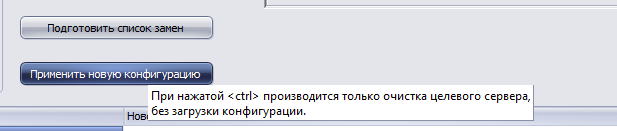 Подготовить список замен
Применить новую конфигурацию
При нажатой <ctrl> производится только очистка целевого сервера,
без загрузки конфигурации.